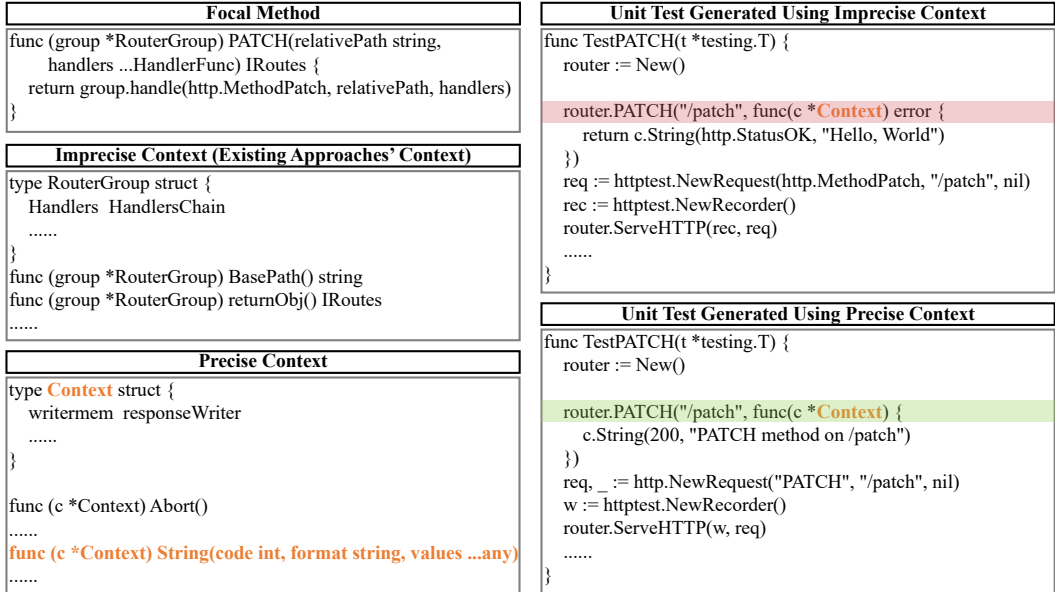 Focal Method
func (group *RouterGroup) PATCH(relativePath string,
handlers ...HandlerFunc) IRoutes {
return group.handle(http.MethodPatch, relativePath, handlers)
}
Imprecise Context (Existing Approaches' Context)
type RouterGroup struct {
Handlers HandlersChain
......
}
func (group *RouterGroup) BasePath() string
func (group *RouterGroup) returnObj() IRoutes
......
Precise Context
type Context struct {
writermem responseWriter
......
}
func (c *Context) Abort()
......
func (c *Context) String(code int, format string, values ...any)
......
Unit Test Generated Using Imprecise Context
func TestPATCH(t *testing.T) {
router := New()
router.PATCH("/patch", func(c *Context) error {
return c.String(http.StatusOK, "Hello, World")
})
req := httptest.NewRequest(http.MethodPatch, "/patch", nil)
rec := httptest.NewRecorder()
router.ServeHTTP(rec, req)
......
}
Unit Test Generated Using Precise Context
func TestPATCH(t *testing.T) {
router := New()
router.PATCH("/patch", func(c *Context) {
c.String(200, "PATCH method on /patch")
})
req, _ := http.NewRequest("PATCH", "/patch", nil)
w := httptest.NewRecorder()
router.ServeHTTP(w, req)
......
}